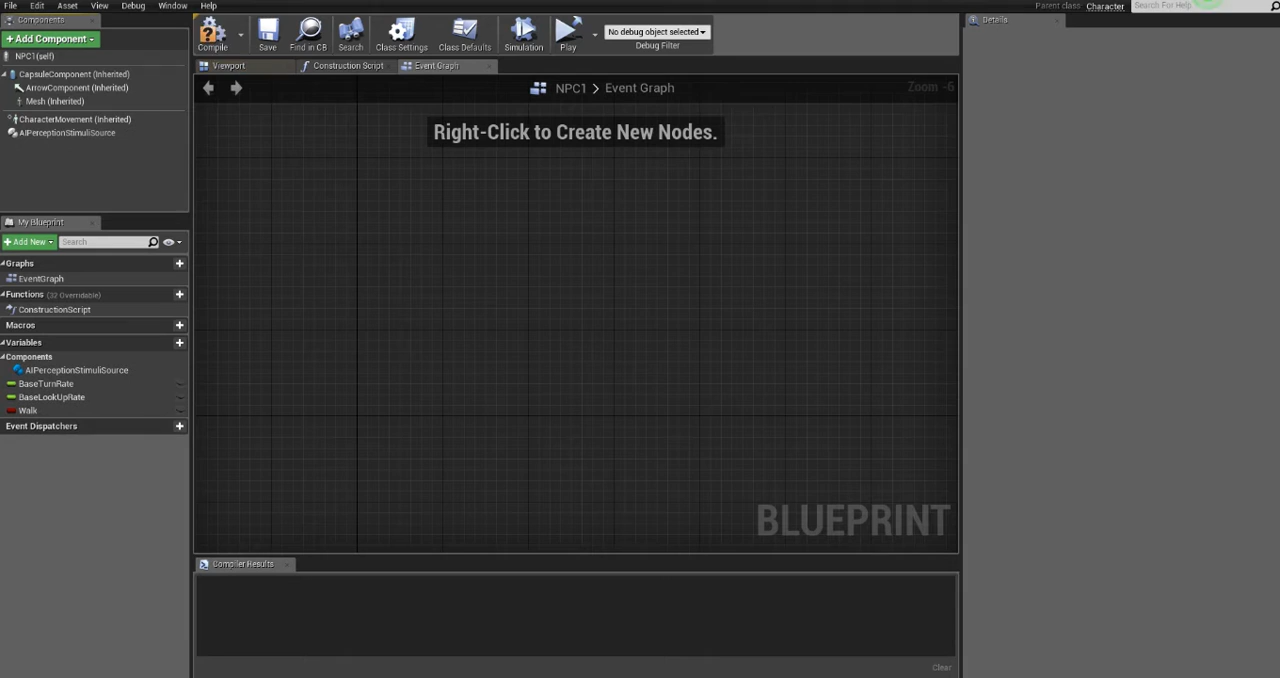 File Edit Asset View Debug Window Help
Parent class: Character Search For Help
Components
+ Add Component
NPC1(self)
CapsuleComponent (Inherited)
ArrowComponent (Inherited)
Mesh (Inherited)
CharacterMovement (Inherited)
AIPerceptionStimuliSource
My Blueprint
+ Add New Search
Graphs
EventGraph
Functions (32 Overridable)
ConstructionScript
Macros
Variables
Components
AIPerceptionStimuliSource
BaseTurnRate
BaseLookUpRate
Walk
Event Dispatchers
Compile Save Find in CB Search Class Settings Class Defaults Simulation Play
No debug object selected
Debug Filter
Viewport Construction Script Event Graph
NPC1 > Event Graph
Zoom -6
Right-Click to Create New Nodes.
BLUEPRINT
Compiler Results
Clear
Details